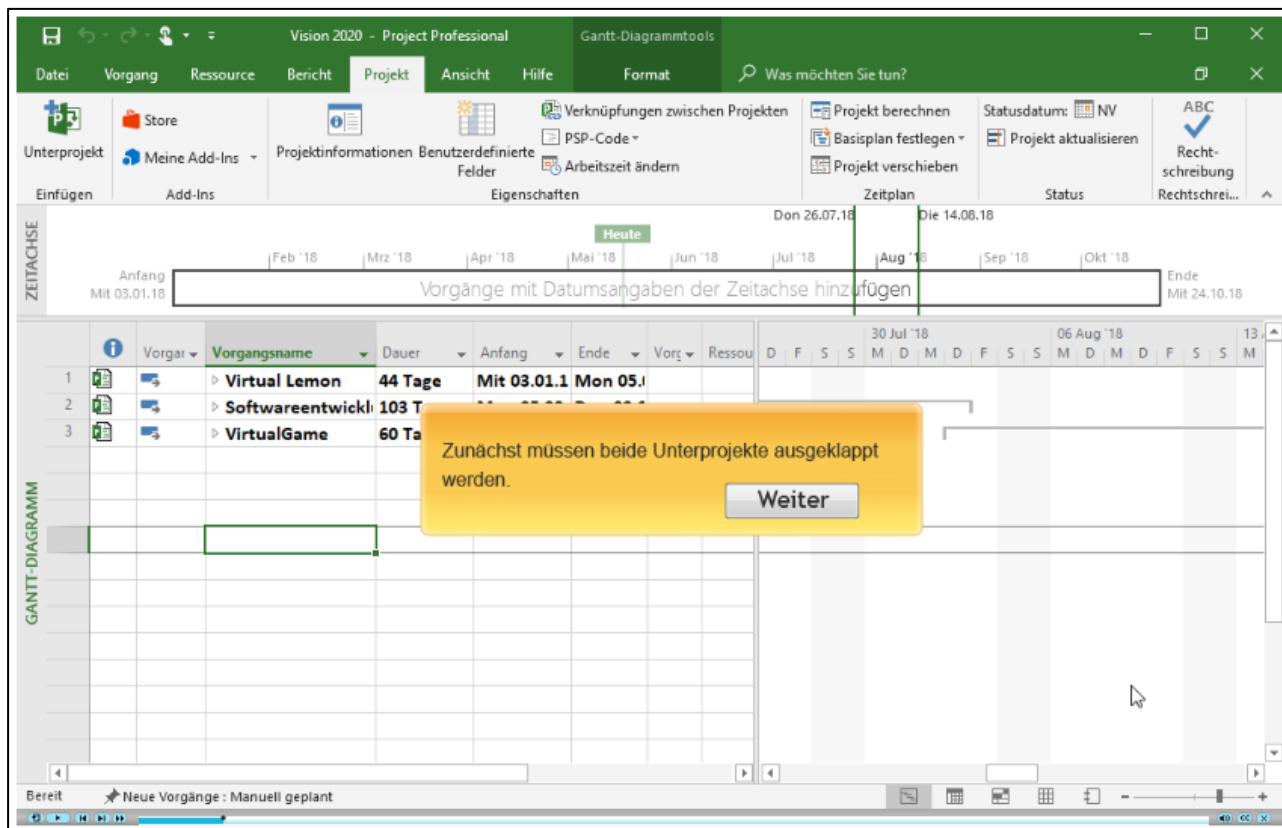 Vision 2020 - Project Professional
Gantt-Diagrammtools
Datei Vorgang Ressource Bericht Projekt Ansicht Hilfe Format Was möchten Sie tun?
Unterprojekt
Store
Meine Add-Ins
Projektinformationen
Benutzerdefinierte
Felder
Verknüpfungen zwischen Projekten
PSP-Code
Arbeitszeit ändern
Projekt berechnen
Basisplan festlegen
Projekt verschieben
Statusdatum: NV
Projekt aktualisieren
ABC
Recht-
schreibung
Einfügen Add-Ins Eigenschaften Zeitplan Status Rechtschrei...
ZEITACHSE
Don 26.07.18 Die 14.08.18
Heute
Feb '18 Mrz '18 Apr '18 Mai '18 Jun '18 Jul '18 Aug '18 Sep '18 Okt '18
Anfang
Mit 03.01.18
Vorgänge mit Datumsangaben der Zeitachse hinzufügen
Ende
Mit 24.10.18
GANTT-DIAGRAMM
30 Jul '18 06 Aug '18 13
Vorgar Vorgangsname Dauer Anfang Ende Vorg Ressou D F S S M D M D F S S M D M D F S S M
1 Virtual Lemon 44 Tage Mit 03.01.1 Mon 05.
2 Softwareentwickl 103 T
3 VirtualGame 60 Ta
Zunächst müssen beide Unterprojekte ausgeklappt
werden.
Weiter
Bereit Neue Vorgänge : Manuell geplant
CC